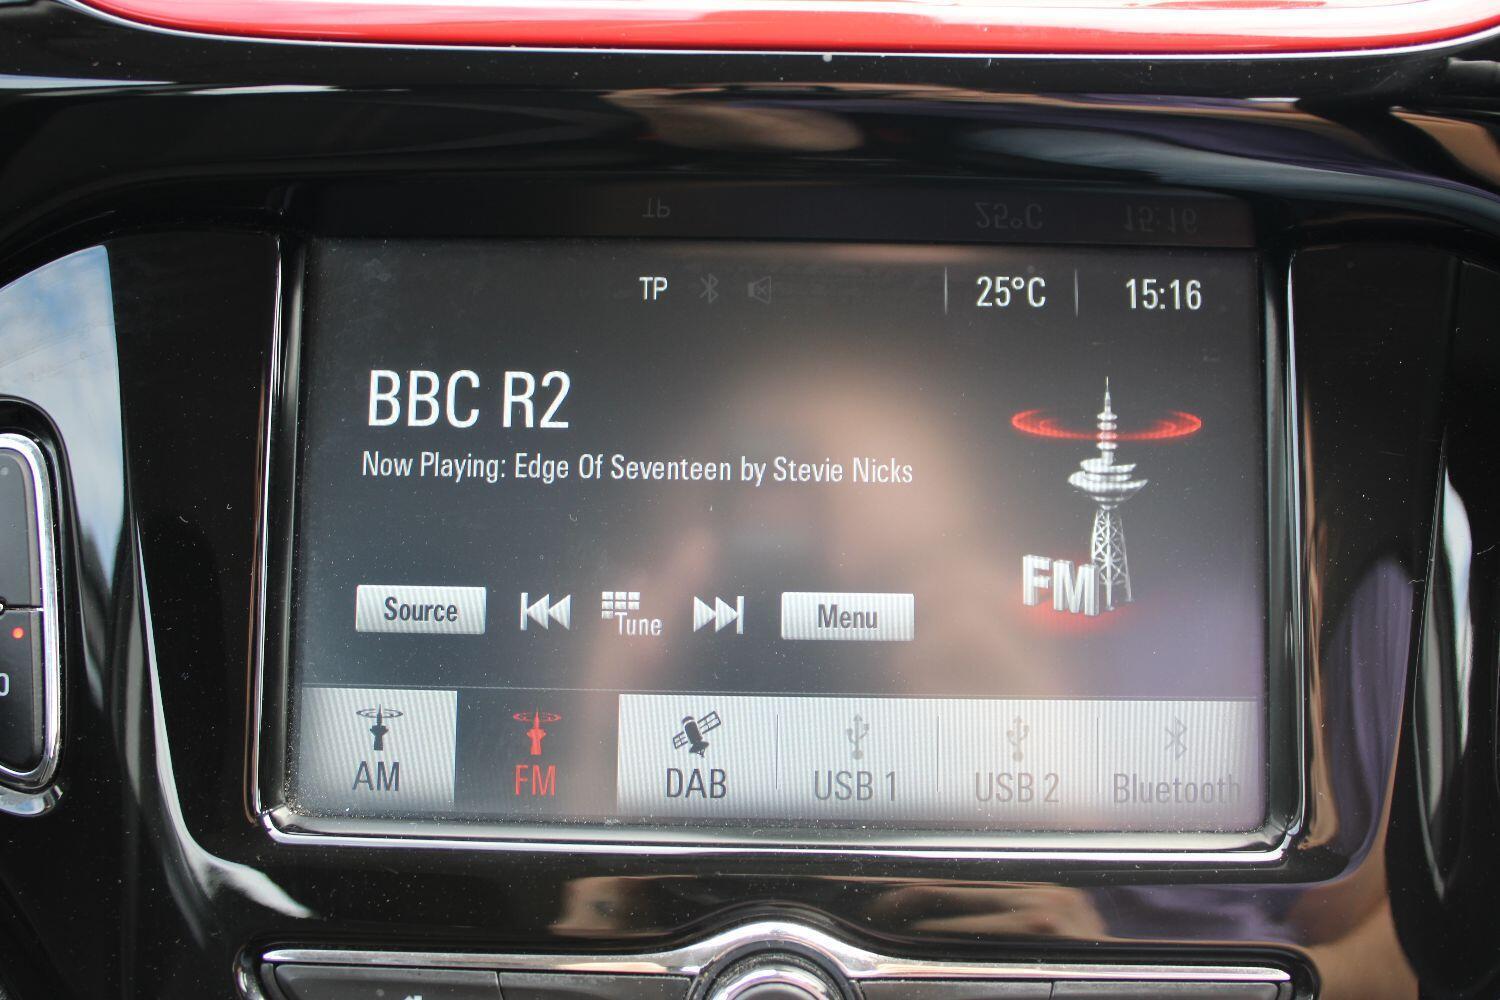 TP 25°C 15:16
BBC R2
Now Playing: Edge Of Seventeen by Stevie Nicks
FM
Source Tune Menu
AM FM DAB USB 1 USB 2 Bluetooth